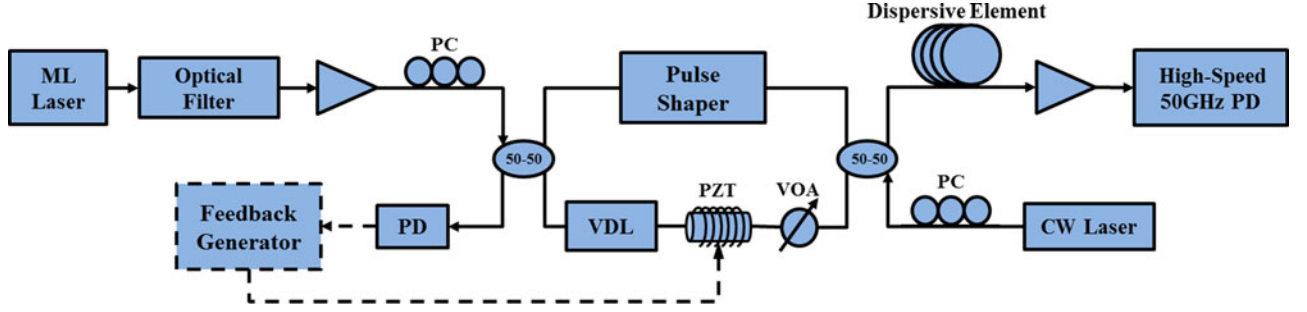 ML
Laser
Optical
Filter
PC
50-50
Pulse
Shaper
Dispersive Element
High-Speed
50GHz PD
50-50
Feedback
Generator
PD
VDL
PZT
VOA
PC
CW Laser